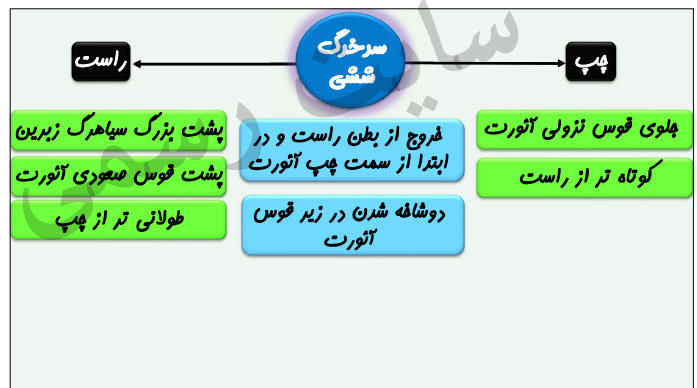 سرخرگ
ششی
چپ
راست
جلوی قوس نزولی آئورت
کوتاه تر از راست
خروج از بطن راست و در
ابتدا از سمت چپ آئورت
دوشاخه شدن در زیر قوس
آئورت
پشت بزرگ سیاهرگ زبرین
پشت قوس صعودی آئورت
طولانی تر از چپ
سایت رسمی